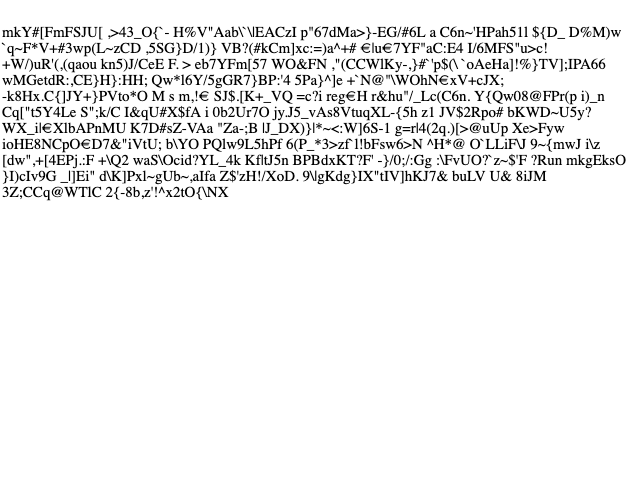 mkY#[FmFSJU[ ,>43_O{`- H%V"Aab\`\|EACzI p"67dMa>}-EG/#6L a C6n~'HPah51l ${D_ D%M)w
`q~F*V+#3wp(L~zCD ,5SG}D/1)} VB?(#kCm]xc:=)a^+# €|u€7YF"aC:E4 I/6MFS"u>c!
+W/)uR'(,(qaou kn5)J/CeE F. > eb7YFm[57 WO&FN ,"(CCWlKy-,}#`p$(\`oAeHa]!%}TV];IPA66
wMGetdR:,CE}H}:HH; Qw*l6Y/5gGR7}BP:'4 5Pa}^]e +`N@"\WOhN€xV+cJX;
-k8Hx.C{]JY+}PVto*O M s m,!€ SJ$.[K+_VQ =c?i reg€H r&hu"/_Lc(C6n. Y{Qw08@FPr(p i)_n
Cq["t5Y4Le S";k/C I&qU#X$fA i 0b2Ur7O jy.J5_vAs8VtuqXL-{5h z1 JV$2Rpo# bKWD~U5y?
WX_i|€XlbAPnMU K7D#sZ-VAa "Za-;B |J_DX)}|*~<:W]6S-1 g=r|4(2q.)[>@uUp Xe>Fyw
ioHE8NCpO€D7&"iVtU; b\YO PQlw9L5hPf 6(P_*3>zf l!bFsw6>N ^H*@ O`LLiF\J 9~{mwJ i\z
[dw",+[4EPj.:F +\Q2 waS\Ocid?YL_4k Kf|tJ5n BPBdxKT?F' -}/0;/:Gg :\FvUO?`z~$'F ?Run mkgEksO
}I)cIv9G _|]Ei" d\K]Px|~gUb~,aIfa Z$'zH!/XoD. 9\|gKdg}IX"tIV]hKJ7& buLV U& 8iJM
3Z;CCq@WTlC 2{-8b,z'!^x2tO{\NX